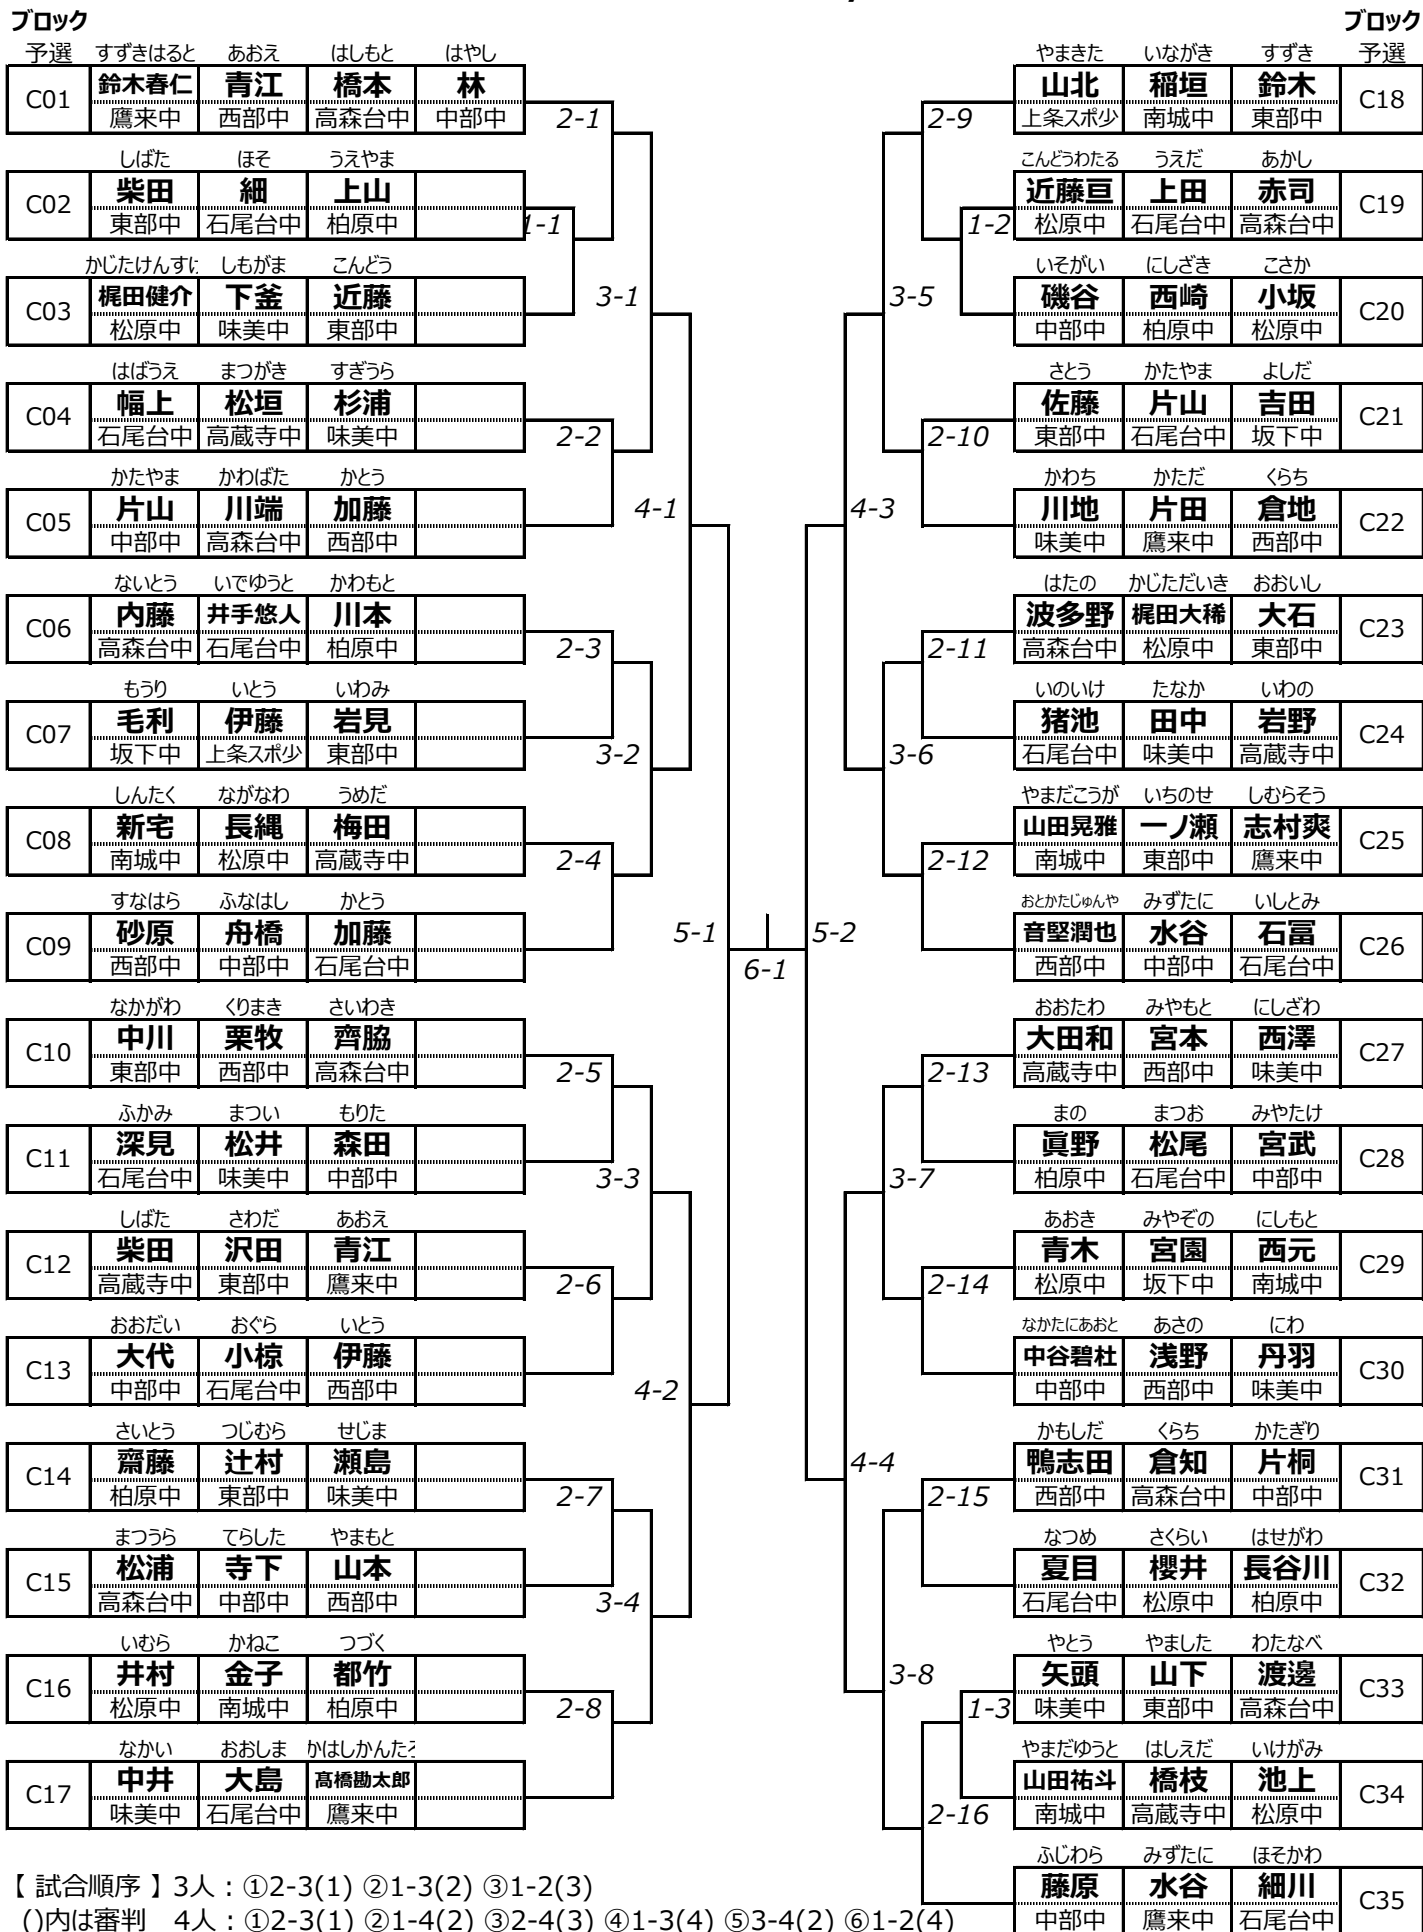 ブロック ブロック
予選 すずきはると あおえ はしもと はやし やまきた いながき すずき 予選
C01 鈴木春仁 青江 橋本 林 山北 稲垣 鈴木 C18
鷹来中 西部中 高森台中 中部中 2-1 2-9 上条スポ少 南城中 東部中
しばた ほそ うえやま こんどうわたる うえだ あかし
C02 柴田 細 上山 近藤亘 上田 赤司 C19
東部中 石尾台中 柏原中 1-1 1-2 松原中 石尾台中 高森台中
かじたけんすけ しもがま こんどう いそがい にしざき こさか
C03 梶田健介 下釜 近藤 3-1 3-5 磯谷 西崎 小坂 C20
松原中 味美中 東部中 中部中 柏原中 松原中
はばうえ まつがき すぎうら さとう かたやま よしだ
C04 幅上 松垣 杉浦 佐藤 片山 吉田 C21
石尾台中 高蔵寺中 味美中 2-2 2-10 東部中 石尾台中 坂下中
かたやま かわばた かとう かわち かただ くらち
C05 片山 川端 加藤 4-1 4-3 川地 片田 倉地 C22
中部中 高森台中 西部中 味美中 鷹来中 西部中
ないとう いでゆうと かわもと はたの かじただいき おおいし
C06 内藤 井手悠人 川本 波多野 梶田大稀 大石 C23
高森台中 石尾台中 柏原中 2-3 2-11 高森台中 松原中 東部中
もうり いとう いわみ いのいけ たなか いわの
C07 毛利 伊藤 岩見 猪池 田中 岩野 C24
坂下中 上条スポ少 東部中 3-2 3-6 石尾台中 味美中 高蔵寺中
しんたく ながなわ うめだ やまだこうが いちのせ しむらそう
C08 新宅 長縄 梅田 山田晃雅 一ノ瀬 志村爽 C25
南城中 松原中 高蔵寺中 2-4 2-12 南城中 東部中 鷹来中
すなはら ふなはし かとう おとかたじゅんや みずたに いしとみ
C09 砂原 舟橋 加藤 5-1 5-2 音堅潤也 水谷 石冨 C26
西部中 中部中 石尾台中 6-1 西部中 中部中 石尾台中
なかがわ くりまき さいわき おおたわ みやもと にしざわ
C10 中川 栗牧 齊脇 大田和 宮本 西澤 C27
東部中 西部中 高森台中 2-5 2-13 高蔵寺中 西部中 味美中
ふかみ まつい もりた まの まつお みやたけ
C11 深見 松井 森田 眞野 松尾 宮武 C28
石尾台中 味美中 中部中 3-3 3-7 柏原中 石尾台中 中部中
しばた さわだ あおえ あおき みやぞの にしもと
C12 柴田 沢田 青江 青木 宮園 西元 C29
高蔵寺中 東部中 鷹来中 2-6 2-14 松原中 坂下中 南城中
おおだい おぐら いとう なかたにあおと あさの にわ
C13 大代 小椋 伊藤 中谷碧杜 浅野 丹羽 C30
中部中 石尾台中 西部中 4-2 中部中 西部中 味美中
さいとう つじむら せじま かもしだ くらち かたぎり
C14 齋藤 辻村 瀬島 4-4 鴨志田 倉知 片桐 C31
柏原中 東部中 味美中 2-7 2-15 西部中 高森台中 中部中
まつうら てらした やまもと なつめ さくらい はせがわ
C15 松浦 寺下 山本 夏目 櫻井 長谷川 C32
高森台中 中部中 西部中 3-4 石尾台中 松原中 柏原中
いむら かねこ つづく やとう やました わたなべ
C16 井村 金子 都竹 3-8 矢頭 山下 渡邊 C33
松原中 南城中 柏原中 2-8 1-3 味美中 東部中 高森台中
なかい おおしま かはしかんたろ やまだゆうと はしえだ いけがみ
C17 中井 大島 髙橋勘太郎 山田祐斗 橋枝 池上 C34
味美中 石尾台中 鷹来中 2-16 南城中 高蔵寺中 松原中
ふじわら みずたに ほそかわ
【 試合順序 】3人：①2-3(1) ②1-3(2) ③1-2(3) 藤原 水谷 細川 C35
()内は審判 4人：①2-3(1) ②1-4(2) ③2-4(3) ④1-3(4) ⑤3-4(2) ⑥1-2(4) 中部中 鷹来中 石尾台中